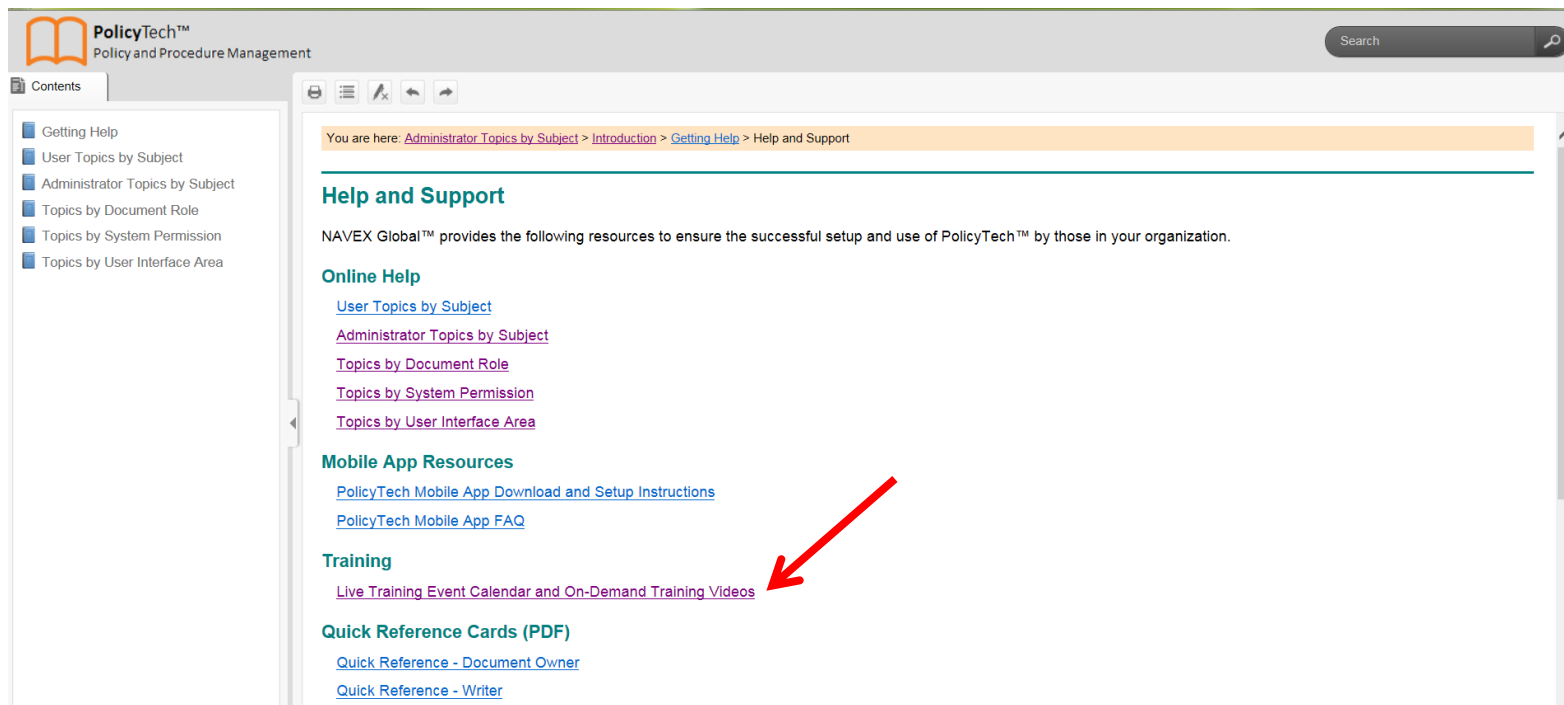 PolicyTech™
Policy and Procedure Management
Search
Contents
Getting Help
User Topics by Subject
Administrator Topics by Subject
Topics by Document Role
Topics by System Permission
Topics by User Interface Area
You are here: Administrator Topics by Subject > Introduction > Getting Help > Help and Support
Help and Support
NAVEX Global™ provides the following resources to ensure the successful setup and use of PolicyTech™ by those in your organization.
Online Help
User Topics by Subject
Administrator Topics by Subject
Topics by Document Role
Topics by System Permission
Topics by User Interface Area
Mobile App Resources
PolicyTech Mobile App Download and Setup Instructions
PolicyTech Mobile App FAQ
Training
Live Training Event Calendar and On-Demand Training Videos
Quick Reference Cards (PDF)
Quick Reference - Document Owner
Quick Reference - Writer